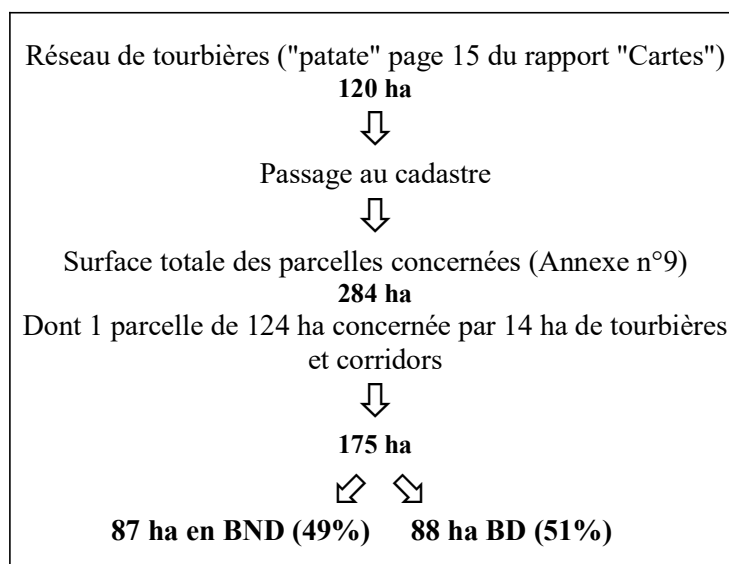 Réseau de tourbières ("patate" page 15 du rapport "Cartes")
120 ha
Passage au cadastre
Surface totale des parcelles concernées (Annexe n°9)
284 ha
Dont 1 parcelle de 124 ha concernée par 14 ha de tourbières
et corridors
175 ha
87 ha en BND (49%) 88 ha BD (51%)